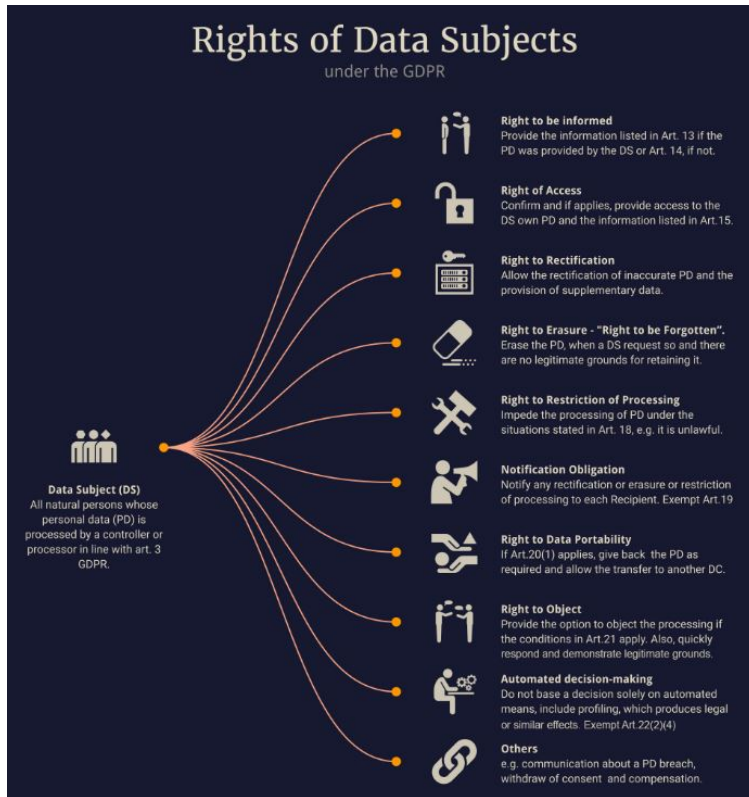 Rights of Data Subjects
under the GDPR
Right to be informed
Provide the information listed in Art. 13 if the
PD was provided by the DS or Art. 14, if not.
Right of Access
Confirm and if applies, provide access to the
DS own PD and the information listed in Art.15.
Right to Rectification
Allow the rectification of inaccurate PD and the
provision of supplementary data.
Right to Erasure - "Right to be Forgotten”.
Erase the PD, when a DS request so and there
are no legitimate grounds for retaining it.
Right to Restriction of Processing
Impede the processing of PD under the
situations stated in Art. 18, e.g. it is unlawful.
Notification Obligation
Notify any rectification or erasure or restriction
of processing to each Recipient. Exempt Art.19
Right to Data Portability
If Art.20(1) applies, give back the PD as
required and allow the transfer to another DC.
Right to Object
Provide the option to object the processing if
the conditions in Art.21 apply. Also, quickly
respond and demonstrate legitimate grounds.
Automated decision-making
Do not base a decision solely on automated
means, include profiling, which produces legal
or similar effects. Exempt Art.22(2)(4)
Others
e.g. communication about a PD breach,
withdraw of consent and compensation.
Data Subject (DS)
All natural persons whose
personal data (PD) is
processed by a controller or
processor in line with art. 3
GDPR.